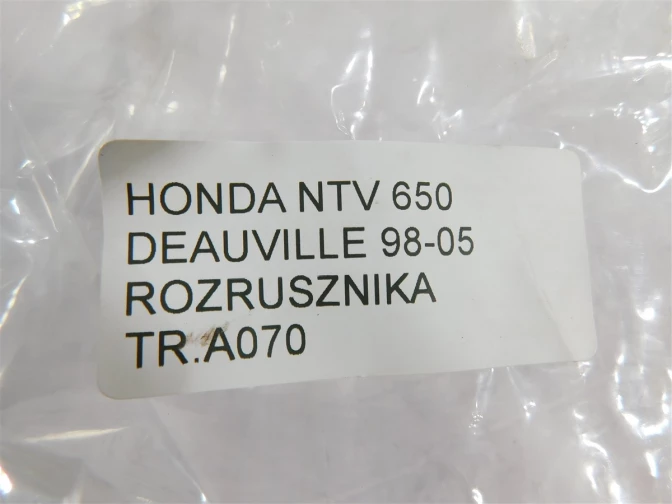 HONDA NTV 650
DEAUVILLE 98-05
ROZRUSZNIKA
TR.A070